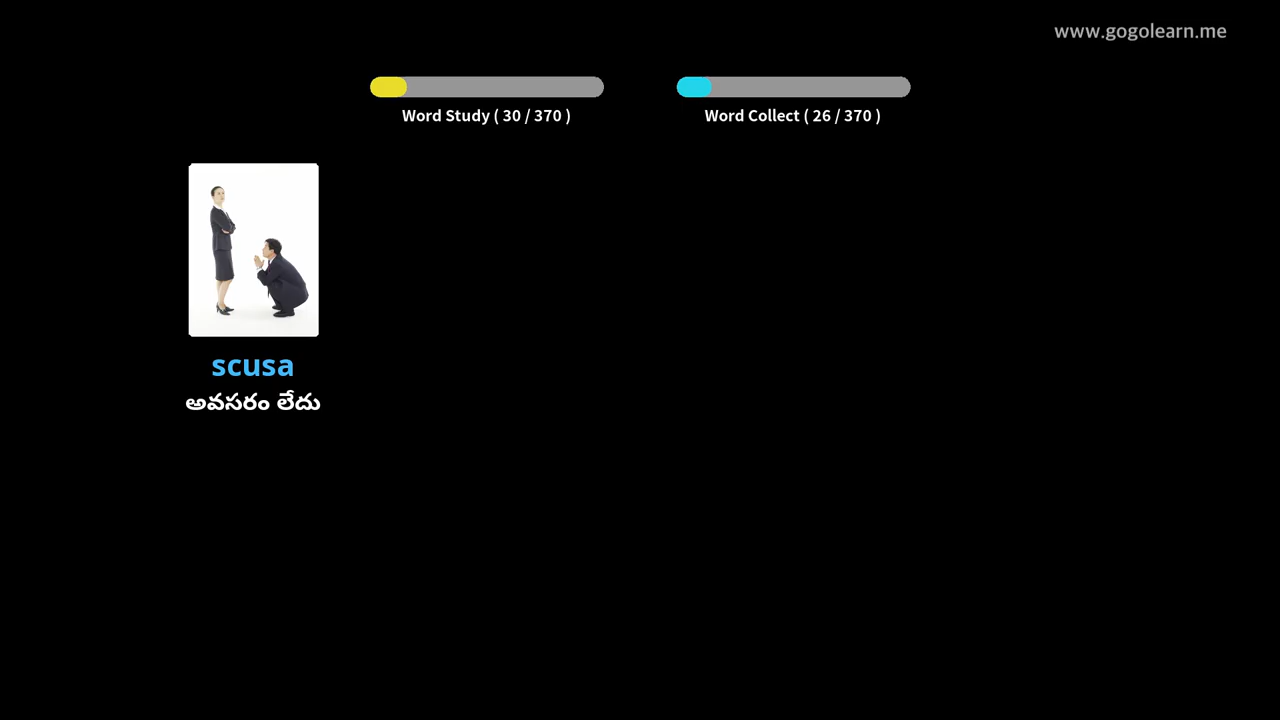 www.gogolearn.me
Word Study ( 30 / 370 )
Word Collect ( 26 / 370 )
scusa
అవసరం లేదు